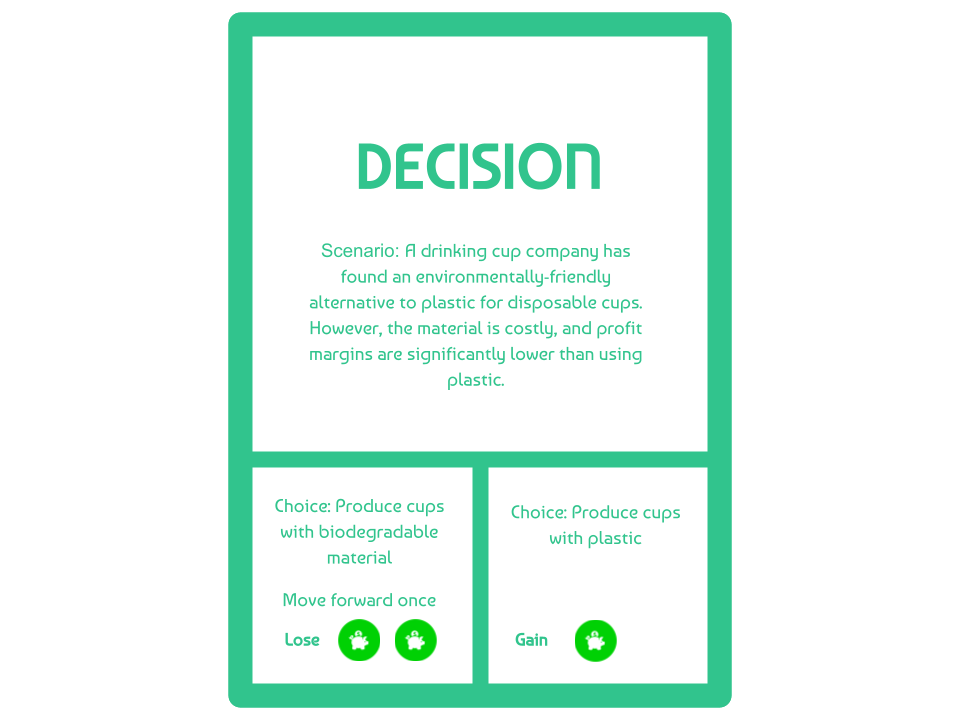 DECISION
Scenario: A drinking cup company has
found an environmentally-friendly
alternative to plastic for disposable cups.
However, the material is costly, and profit
margins are significantly lower than using
plastic.
Choice: Produce cups
with biodegradable
material
Move forward once
Lose
Choice: Produce cups
with plastic
Gain